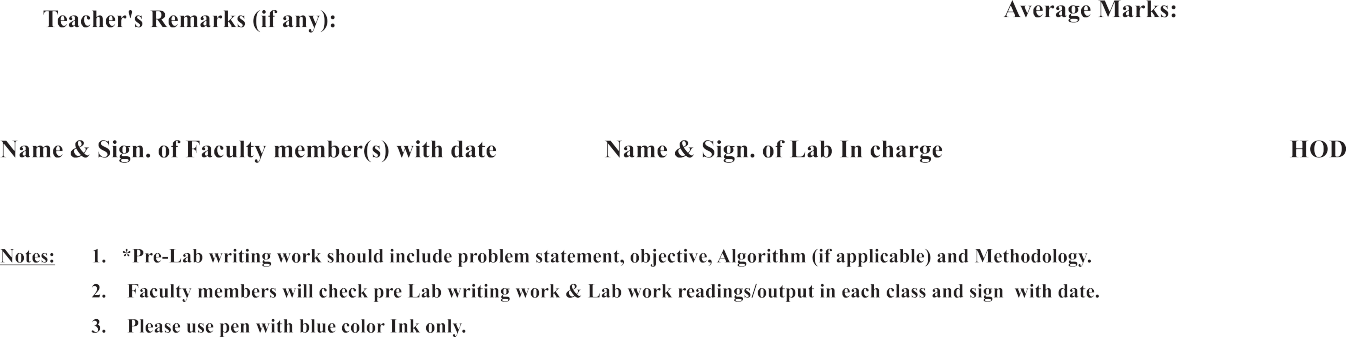 Teacher's Remarks (if any): Average Marks:
Name & Sign. of Faculty member(s) with date Name & Sign. of Lab In charge HOD
Notes: 1. *Pre-Lab writing work should include problem statement, objective, Algorithm (if applicable) and Methodology.
2. Faculty members will check pre Lab writing work & Lab work readings/output in each class and sign with date.
3. Please use pen with blue color Ink only.